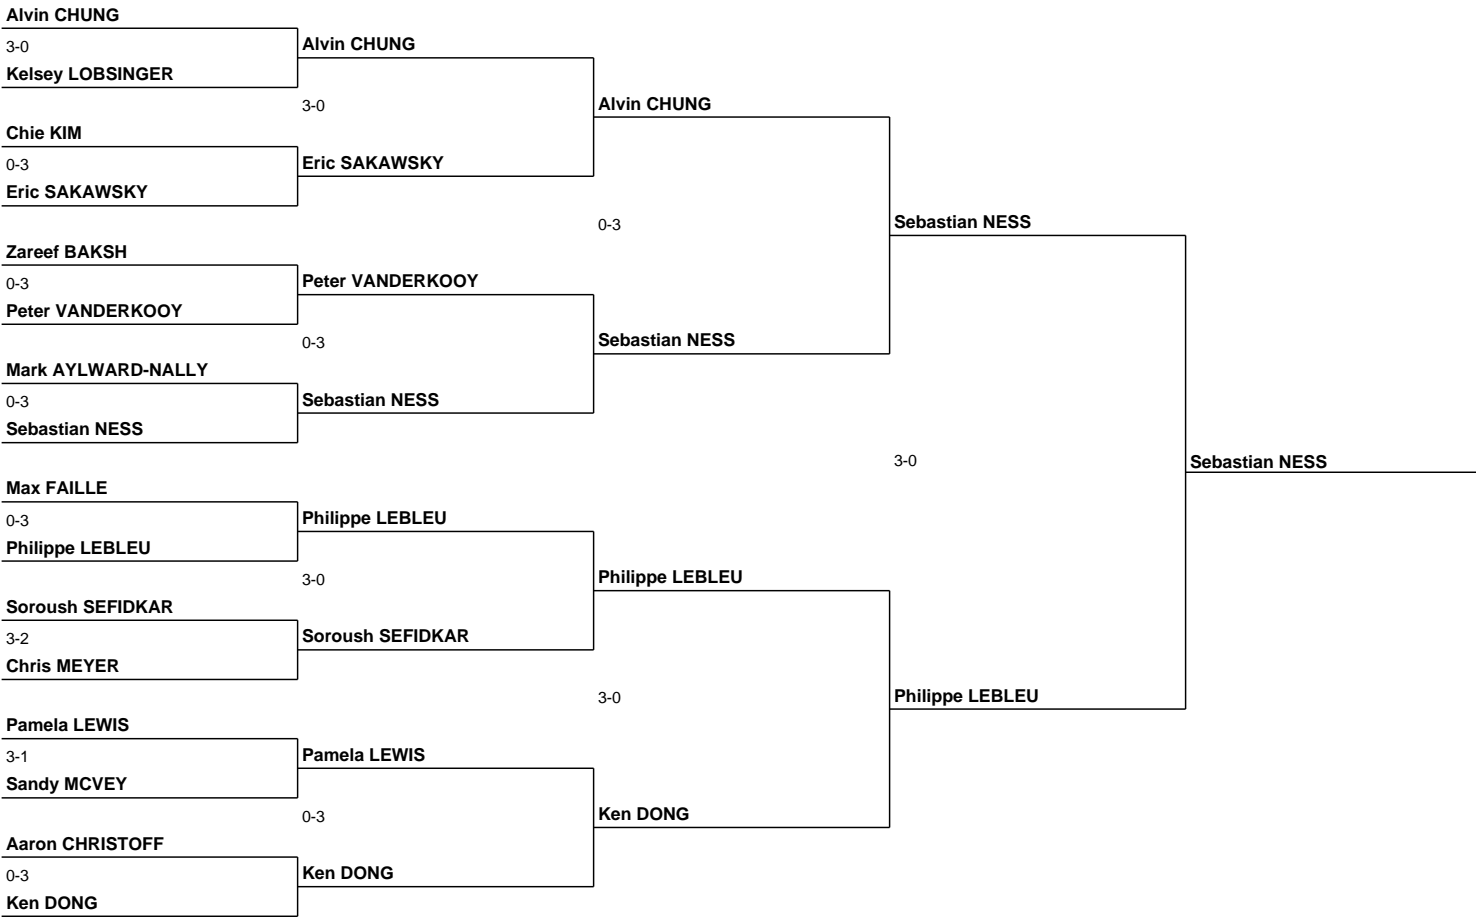 Alvin CHUNG
3-0
Kelsey LOBSINGER
Chie KIM
0-3
Eric SAKAWSKY
Zareef BAKSH
0-3
Peter VANDERKOOY
Mark AYLWARD-NALLY
0-3
Sebastian NESS
Max FAILLE
0-3
Philippe LEBLEU
Soroush SEFIDKAR
3-2
Chris MEYER
Pamela LEWIS
3-1
Sandy MCVEY
Aaron CHRISTOFF
0-3
Ken DONG
Alvin CHUNG
3-0
Eric SAKAWSKY
Peter VANDERKOOY
0-3
Sebastian NESS
Philippe LEBLEU
3-0
Soroush SEFIDKAR
Pamela LEWIS
0-3
Ken DONG
Alvin CHUNG
0-3
Sebastian NESS
Philippe LEBLEU
3-0
Ken DONG
Sebastian NESS
3-0
Philippe LEBLEU
Sebastian NESS